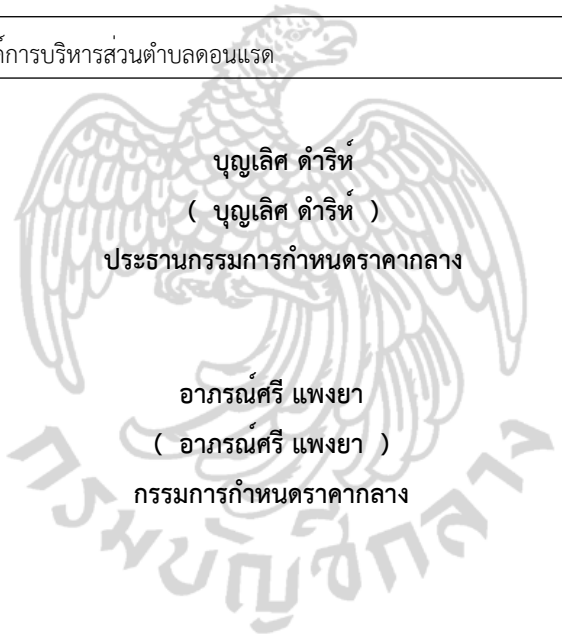 การบริหารส่วนตำบลดอนแรด
บุญเลิศ ดำริห์
( บุญเลิศ ดำริห์ )
ประธานกรรมการกำหนดราคากลาง
อาภรณ์ศรี แพงยา
( อาภรณ์ศรี แพงยา )
กรรมการกำหนดราคากลาง
กรมบัญชีกลาง